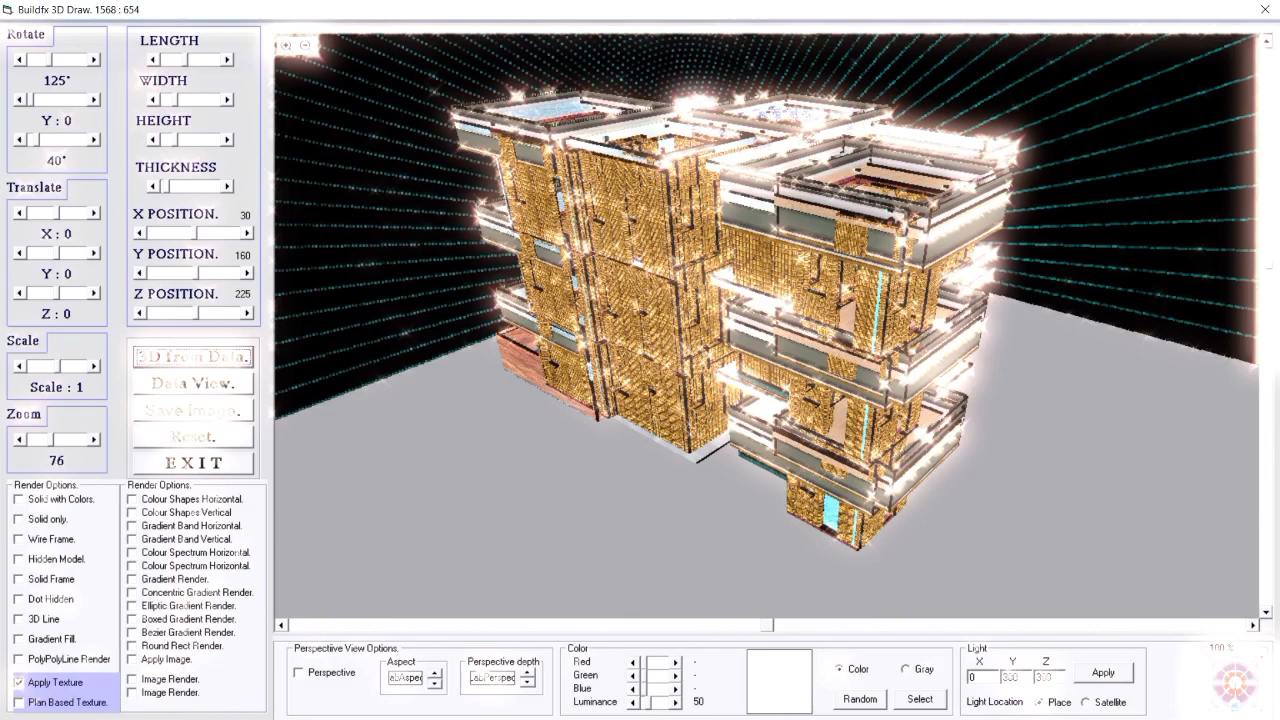 Buildfx 3D Draw. 1568 : 654
Rotate
125°
Y : 0
40°
Translate
X : 0
Y : 0
Z : 0
Scale
Scale : 1
Zoom
76
LENGTH
WIDTH
HEIGHT
THICKNESS
X POSITION. 30
Y POSITION. 160
Z POSITION. 225
3D from Data.
Data View.
Save Image.
Reset.
E X I T
Render Options.
Solid with Colors.
Solid only.
Wire Frame.
Hidden Model.
Solid Frame
Dot Hidden
3D Line
Gradient Fill.
PolyPolyLine Render
Apply Texture
Plan Based Texture.
Render Options.
Colour Shapes Horizontal.
Colour Shapes Vertical
Gradient Band Horizontal.
Gradient Band Vertical.
Colour Spectrum Horizontal.
Colour Spectrum Horizontal.
Gradient Render.
Concentric Gradient Render.
Elliptic Gradient Render.
Boxed Gradient Render.
Bezier Gradient Render.
Round Rect Render.
Apply Image.
Image Render.
Image Render.
Perspective View Options.
Perspective
Aspect
Perspective depth
Color
Red -
Green -
Blue -
Luminance 50
Color Gray
Random Select
Light
X Y Z
0 300 300 Apply
Light Location Place Satellite
100 %